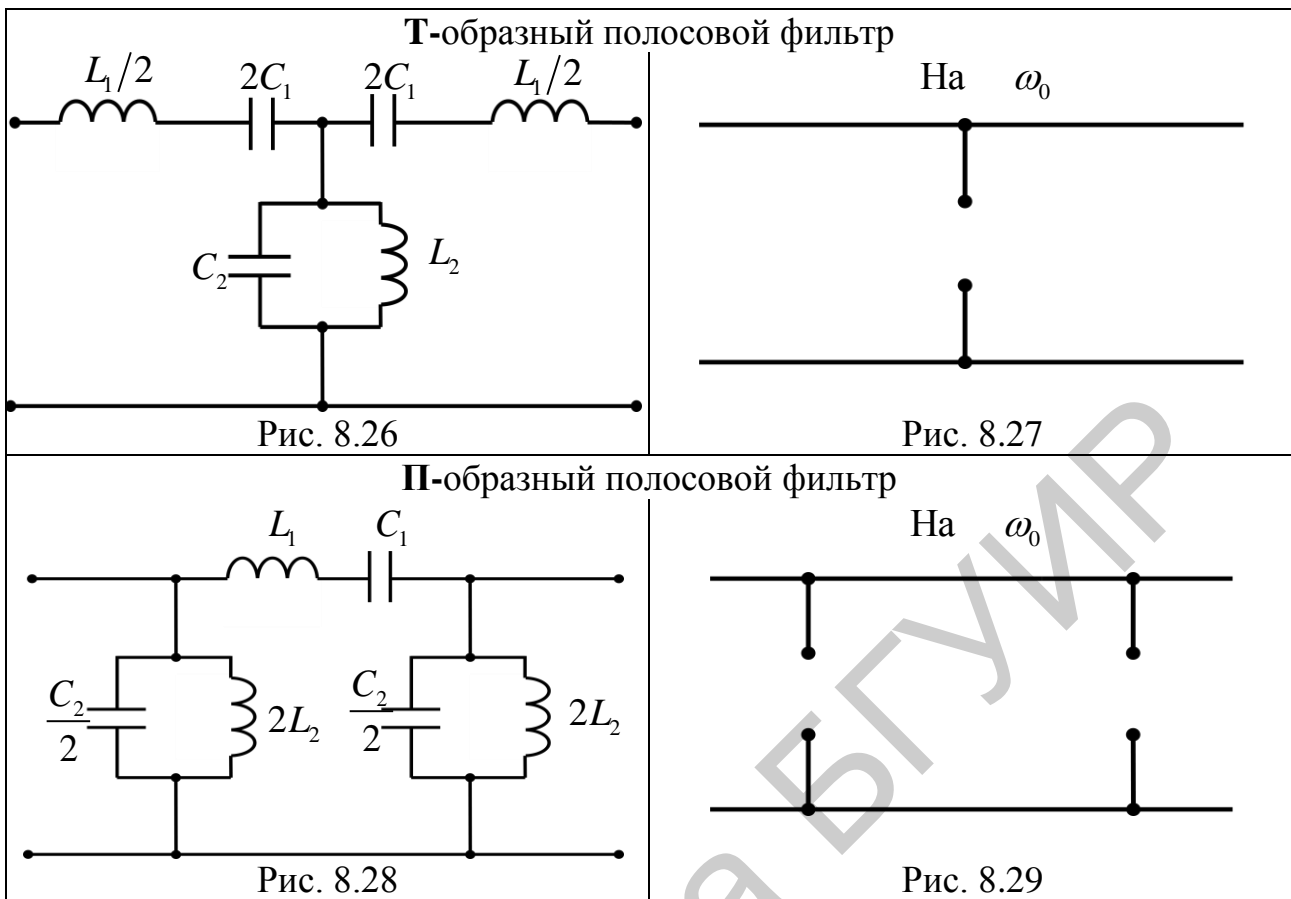 Т-образный полосовой фильтр
L₁/2 2C₁ 2C₁ L₁/2
C₂ L₂
Рис. 8.26
На ω₀
Рис. 8.27
П-образный полосовой фильтр
L₁ C₁
C₂/2 2L₂ C₂/2 2L₂
Рис. 8.28
На ω₀
Рис. 8.29
а БГУИР